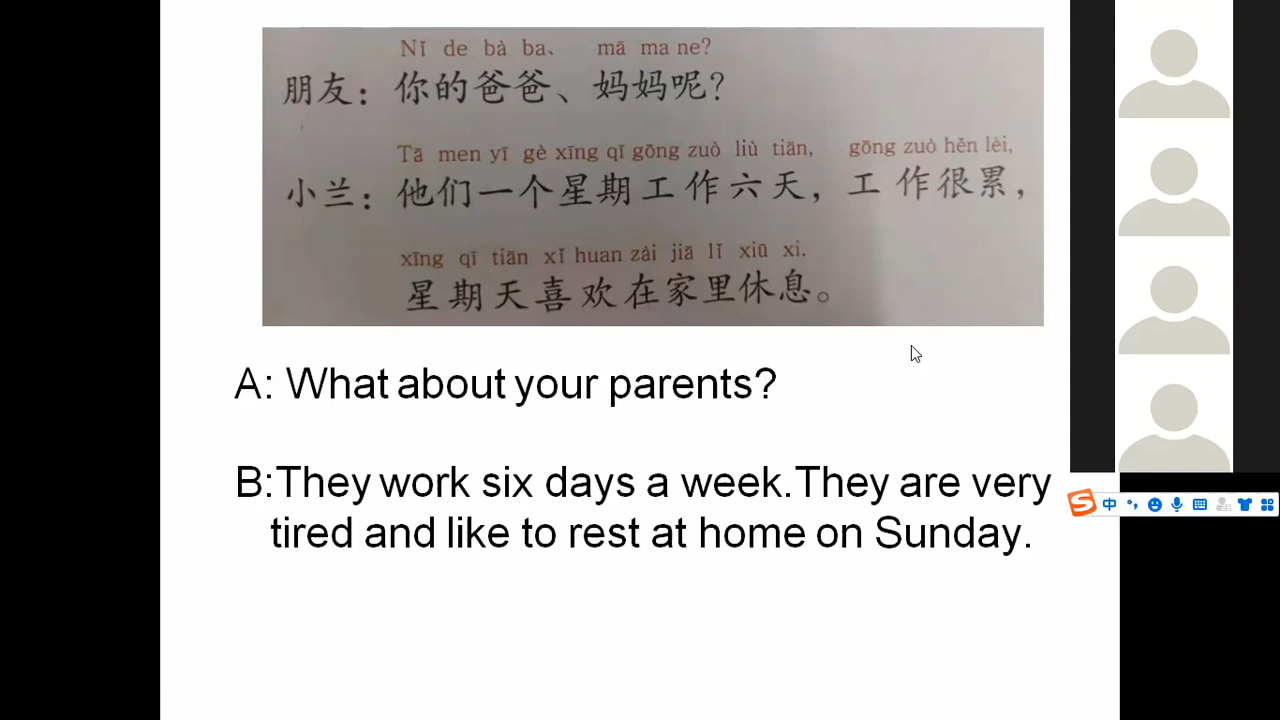 Nǐ de bà ba、 mā ma ne?
朋友：你的爸爸、妈妈呢？
Tā men yī gè xīng qī gōng zuò liù tiān, gōng zuò hěn lèi,
小兰：他们一个星期工作六天，工作很累，
xīng qī tiān xǐ huan zài jiā lǐ xiū xi.
星期天喜欢在家里休息。
A: What about your parents?
B:They work six days a week.They are very
tired and like to rest at home on Sunday.
中